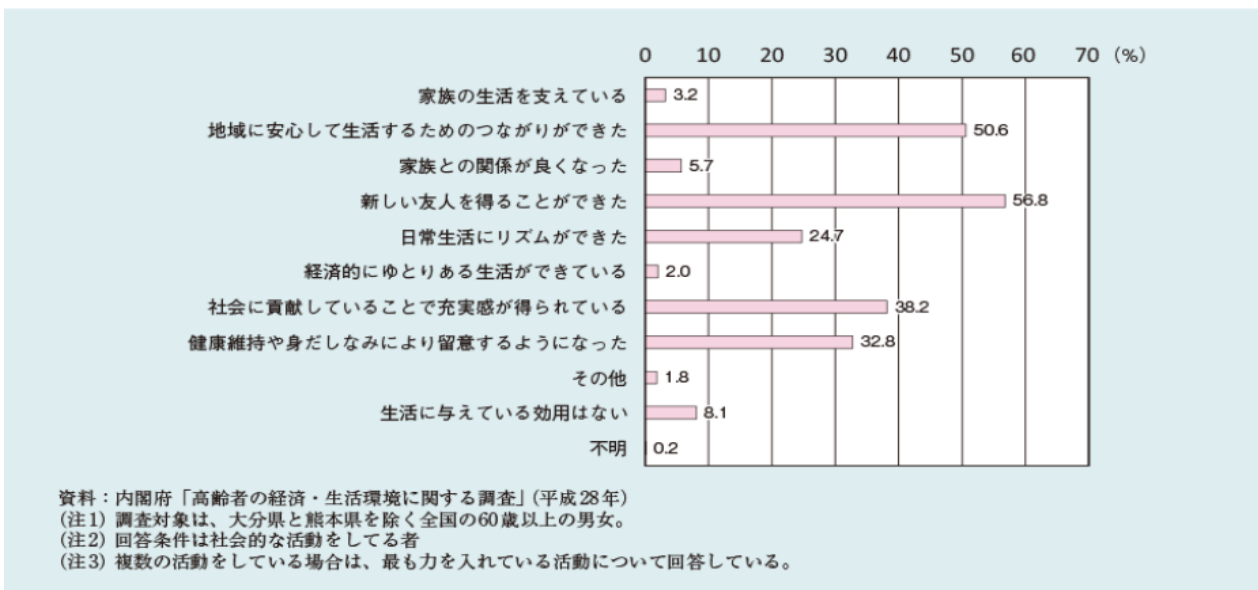 0 10 20 30 40 50 60 70 (%)
家族の生活を支えている 3.2
地域に安心して生活するためのつながりができた 50.6
家族との関係が良くなった 5.7
新しい友人を得ることができた 56.8
日常生活にリズムができた 24.7
経済的にゆとりある生活ができている 2.0
社会に貢献していることで充実感が得られている 38.2
健康維持や身だしなみにより留意するようになった 32.8
その他 1.8
生活に与えている効用はない 8.1
不明 0.2
資料：内閣府「高齢者の経済・生活環境に関する調査」（平成28年）
（注1）調査対象は、大分県と熊本県を除く全国の60歳以上の男女。
（注2）回答条件は社会的な活動をしてる者
（注3）複数の活動をしている場合は、最も力を入れている活動について回答している。